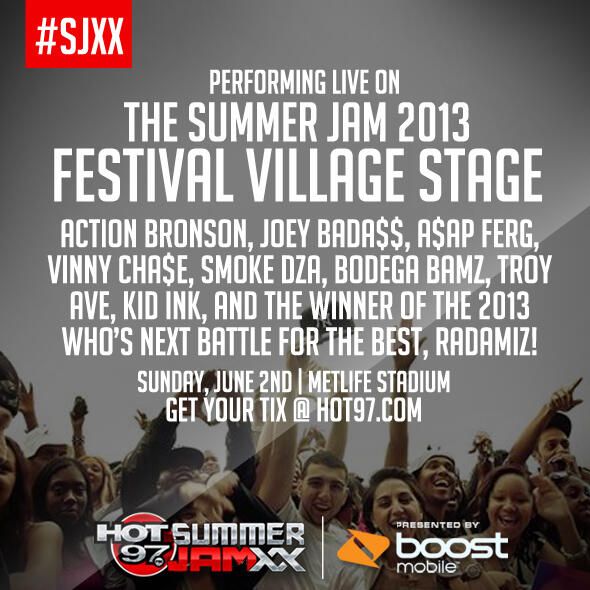 #SJXX
PERFORMING LIVE ON
THE SUMMER JAM 2013
FESTIVAL VILLAGE STAGE
ACTION BRONSON, JOEY BADA$$, A$AP FERG,
VINNY CHA$E, SMOKE DZA, BODEGA BAMZ, TROY
AVE, KID INK, AND THE WINNER OF THE 2013
WHO'S NEXT BATTLE FOR THE BEST, RADAMIZ!
SUNDAY, JUNE 2ND | METLIFE STADIUM
GET YOUR TIX @ HOT97.COM
HOT 97 SUMMER
JAMXX
PRESENTED BY
boost
mobile